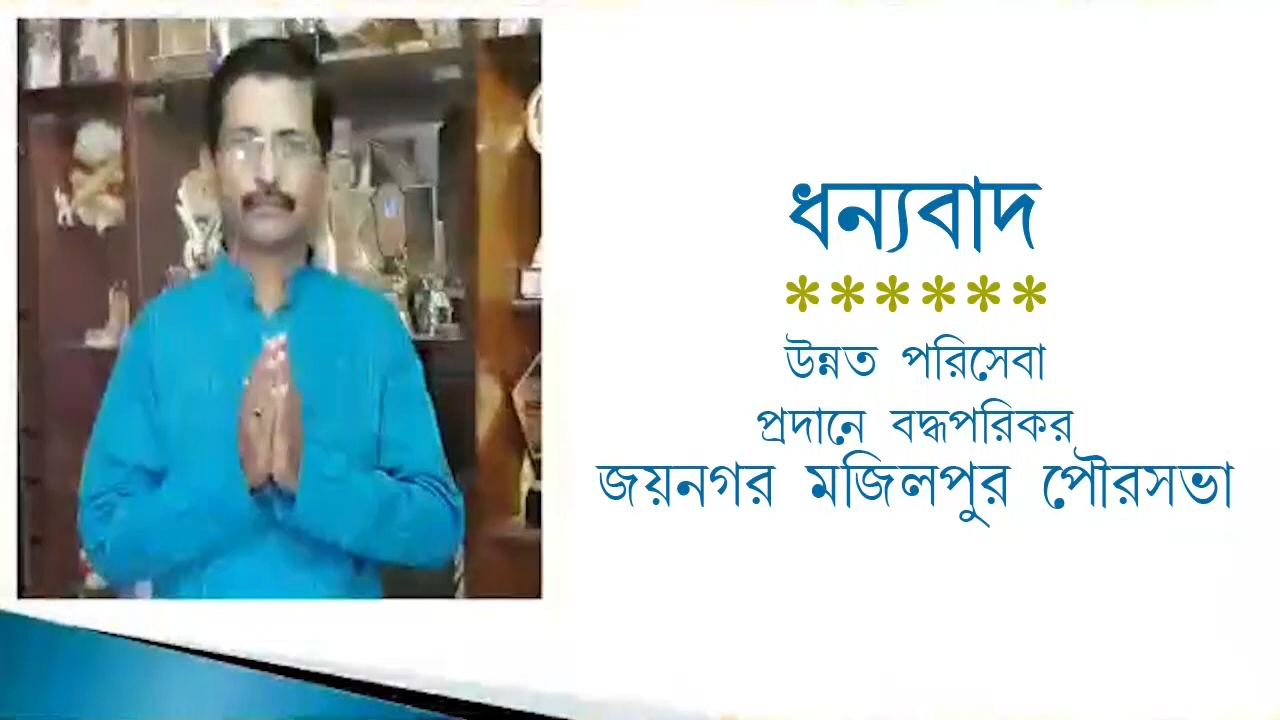 ধন্যবাদ
******
উন্নত পরিসেবা
প্রদানে বদ্ধপরিকর
জয়নগর মজিলপুর পৌরসভা